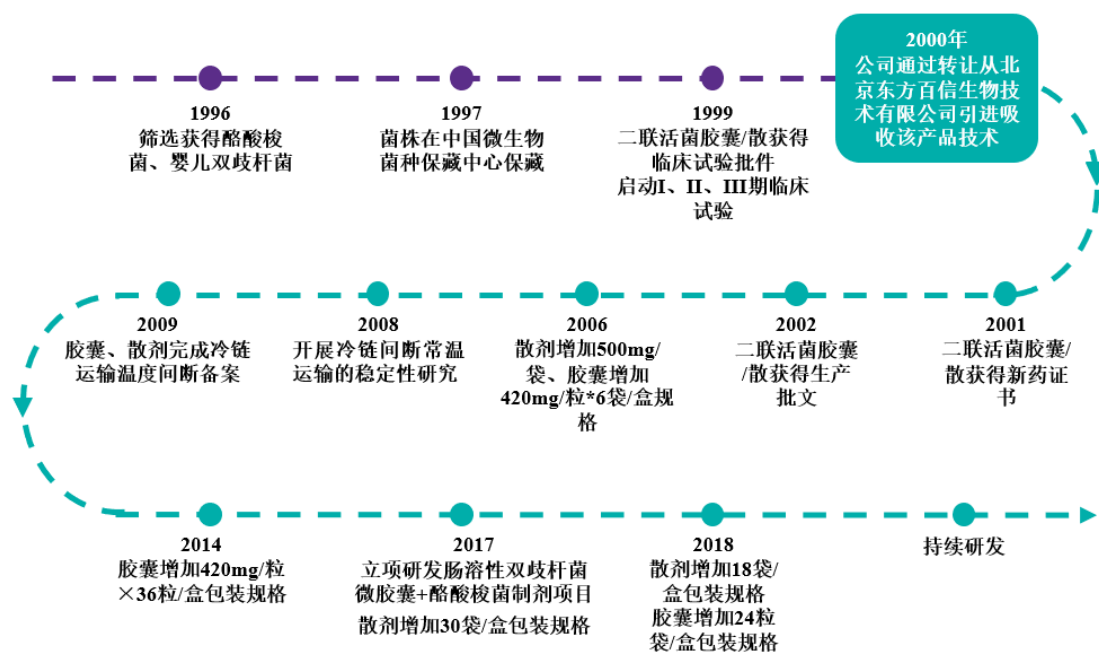 2000年
公司通过转让从北
京东方百信生物技
术有限公司引进吸
收该产品技术
1996
筛选获得酪酸梭
菌、婴儿双歧杆菌
1997
菌株在中国微生物
菌种保藏中心保藏
1999
二联活菌胶囊/散获得
临床试验批件
启动I、II、III期临床
试验
2009
胶囊、散剂完成冷链
运输温度间断备案
2008
开展冷链间断常温
运输的稳定性研究
2006
散剂增加500mg/
袋、胶囊增加
420mg/粒*6袋/盒规
格
2002
二联活菌胶囊
/散获得生产
批文
2001
二联活菌胶囊/
散获得新药证
书
2014
胶囊增加420mg/粒
×36粒/盒包装规格
2017
立项研发肠溶性双歧杆菌
微胶囊+酪酸梭菌制剂项目
散剂增加30袋/盒包装规格
2018
散剂增加18袋/
盒包装规格
胶囊增加24粒
袋/盒包装规格
持续研发